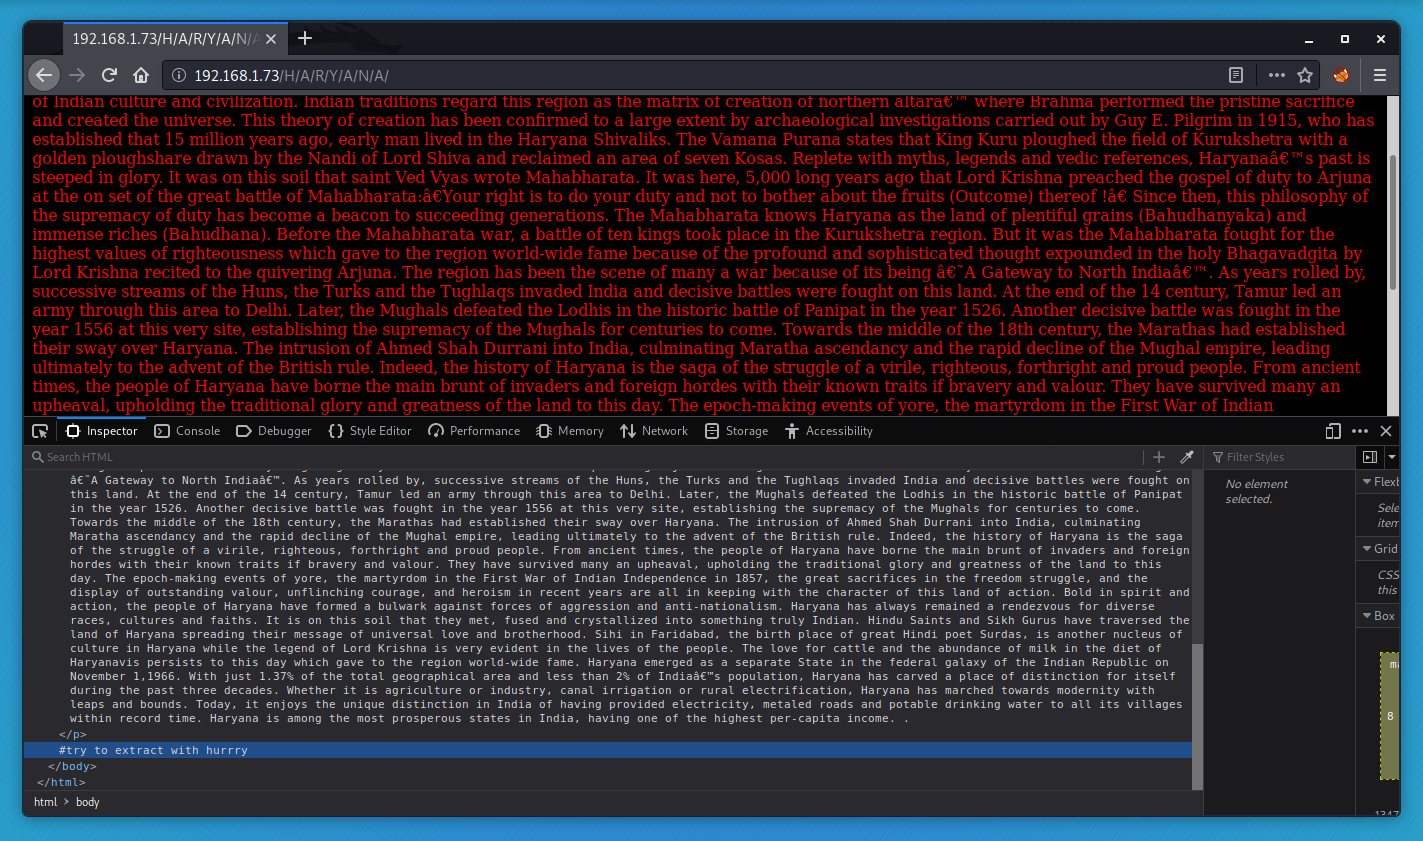 192.168.1.73/H/A/R/Y/A/N/A
192.168.1.73/H/A/R/Y/A/N/A/
of Indian culture and civilization. Indian traditions regard this region as the matrix of creation of northern altarâ€™ where Brahma performed the pristine sacrifice
and created the universe. This theory of creation has been confirmed to a large extent by archaeological investigations carried out by Guy E. Pilgrim in 1915, who has
established that 15 million years ago, early man lived in the Haryana Shivaliks. The Vamana Purana states that King Kuru ploughed the field of Kurukshetra with a
golden ploughshare drawn by the Nandi of Lord Shiva and reclaimed an area of seven Kosas. Replete with myths, legends and vedic references, Haryanaâ€™s past is
steeped in glory. It was on this soil that saint Ved Vyas wrote Mahabharata. It was here, 5,000 long years ago that Lord Krishna preached the gospel of duty to Arjuna
at the on set of the great battle of Mahabharata:â€Your right is to do your duty and not to bother about the fruits (Outcome) thereof !â€ Since then, this philosophy of
the supremacy of duty has become a beacon to succeeding generations. The Mahabharata knows Haryana as the land of plentiful grains (Bahudhanyaka) and
immense riches (Bahudhana). Before the Mahabharata war, a battle of ten kings took place in the Kurukshetra region. But it was the Mahabharata fought for the
highest values of righteousness which gave to the region world-wide fame because of the profound and sophisticated thought expounded in the holy Bhagavadgita by
Lord Krishna recited to the quivering Arjuna. The region has been the scene of many a war because of its being â€˜A Gateway to North Indiaâ€™. As years rolled by,
successive streams of the Huns, the Turks and the Tughlaqs invaded India and decisive battles were fought on this land. At the end of the 14 century, Tamur led an
army through this area to Delhi. Later, the Mughals defeated the Lodhis in the historic battle of Panipat in the year 1526. Another decisive battle was fought in the
year 1556 at this very site, establishing the supremacy of the Mughals for centuries to come. Towards the middle of the 18th century, the Marathas had established
their sway over Haryana. The intrusion of Ahmed Shah Durrani into India, culminating Maratha ascendancy and the rapid decline of the Mughal empire, leading
ultimately to the advent of the British rule. Indeed, the history of Haryana is the saga of the struggle of a virile, righteous, forthright and proud people. From ancient
times, the people of Haryana have borne the main brunt of invaders and foreign hordes with their known traits if bravery and valour. They have survived many an
upheaval, upholding the traditional glory and greatness of the land to this day. The epoch-making events of yore, the martyrdom in the First War of Indian
Inspector Console Debugger Style Editor Performance Memory Network Storage Accessibility
Search HTML
Filter Styles
â€˜A Gateway to North Indiaâ€™. As years rolled by, successive streams of the Huns, the Turks and the Tughlaqs invaded India and decisive battles were fought on
this land. At the end of the 14 century, Tamur led an army through this area to Delhi. Later, the Mughals defeated the Lodhis in the historic battle of Panipat
in the year 1526. Another decisive battle was fought in the year 1556 at this very site, establishing the supremacy of the Mughals for centuries to come.
Towards the middle of the 18th century, the Marathas had established their sway over Haryana. The intrusion of Ahmed Shah Durrani into India, culminating
Maratha ascendancy and the rapid decline of the Mughal empire, leading ultimately to the advent of the British rule. Indeed, the history of Haryana is the saga
of the struggle of a virile, righteous, forthright and proud people. From ancient times, the people of Haryana have borne the main brunt of invaders and foreign
hordes with their known traits if bravery and valour. They have survived many an upheaval, upholding the traditional glory and greatness of the land to this
day. The epoch-making events of yore, the martyrdom in the First War of Indian Independence in 1857, the great sacrifices in the freedom struggle, and the
display of outstanding valour, unflinching courage, and heroism in recent years are all in keeping with the character of this land of action. Bold in spirit and
action, the people of Haryana have formed a bulwark against forces of aggression and anti-nationalism. Haryana has always remained a rendezvous for diverse
races, cultures and faiths. It is on this soil that they met, fused and crystallized into something truly Indian. Hindu Saints and Sikh Gurus have traversed the
land of Haryana spreading their message of universal love and brotherhood. Sihi in Faridabad, the birth place of great Hindi poet Surdas, is another nucleus of
culture in Haryana while the legend of Lord Krishna is very evident in the lives of the people. The love for cattle and the abundance of milk in the diet of
Haryanavis persists to this day which gave to the region world-wide fame. Haryana emerged as a separate State in the federal galaxy of the Indian Republic on
November 1,1966. With just 1.37% of the total geographical area and less than 2% of Indiaâ€™s population, Haryana has carved a place of distinction for itself
during the past three decades. Whether it is agriculture or industry, canal irrigation or rural electrification, Haryana has marched towards modernity with
leaps and bounds. Today, it enjoys the unique distinction in India of having provided electricity, metaled roads and potable drinking water to all its villages
within record time. Haryana is among the most prosperous states in India, having one of the highest per-capita income. .
</p>
#try to extract with hurrry
</body>
</html>
html > body
No element
selected.
Flexb
Sele
item
Grid
CSS
this
Box
ma
8